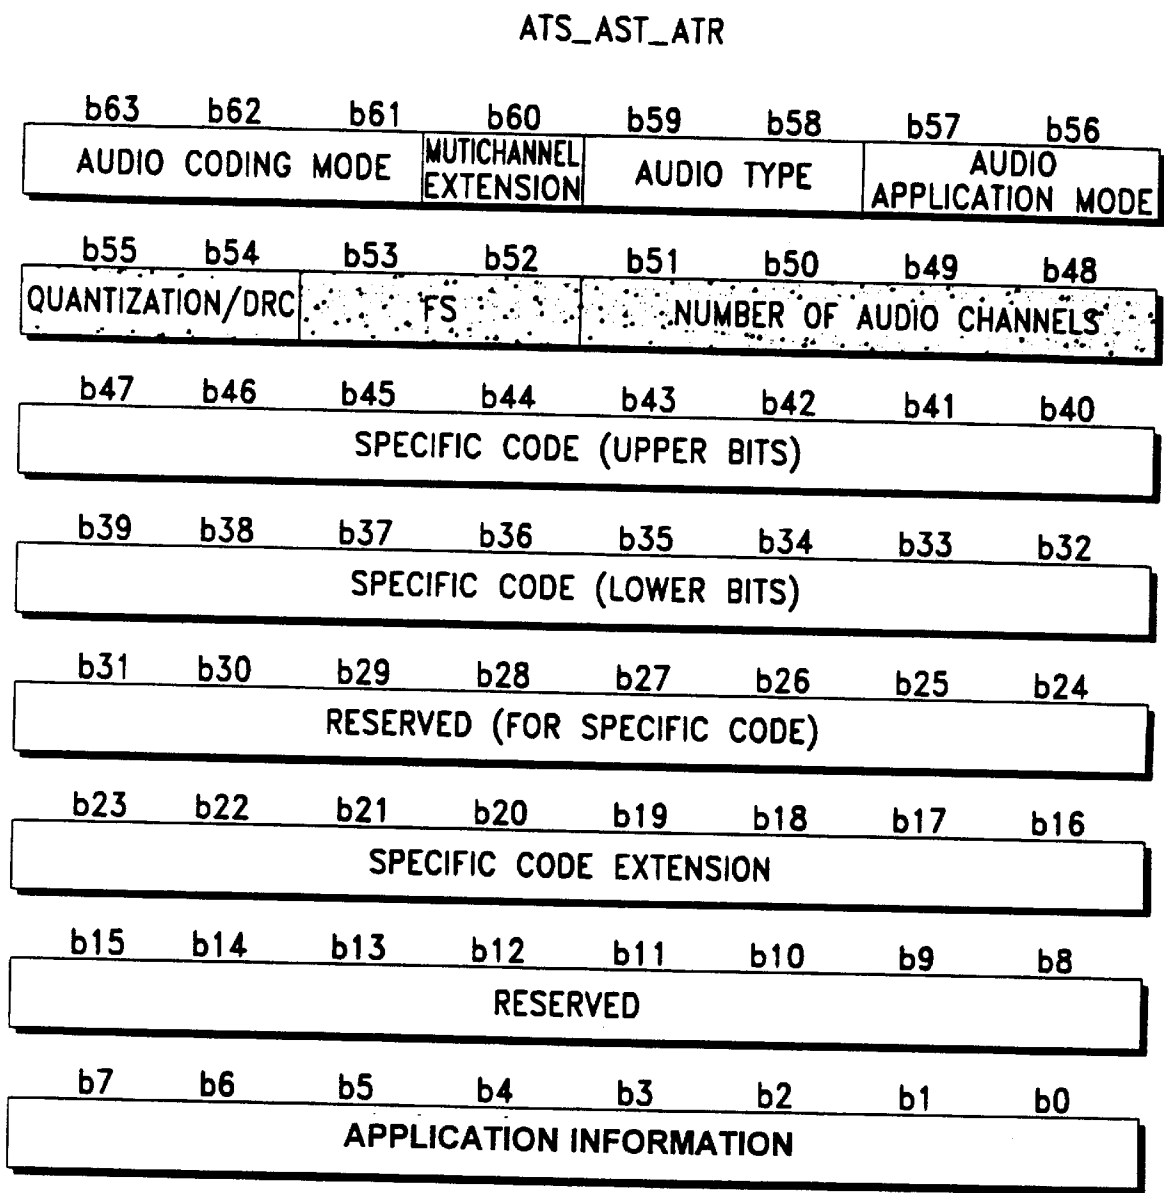 ATS_AST_ATR
b63 b62 b61 b60 b59 b58 b57 b56
AUDIO CODING MODE
MUTICHANNEL
EXTENSION
AUDIO TYPE
AUDIO
APPLICATION MODE
b55 b54 b53 b52 b51 b50 b49 b48
QUANTIZATION/DRC FS NUMBER OF AUDIO CHANNELS
b47 b46 b45 b44 b43 b42 b41 b40
SPECIFIC CODE (UPPER BITS)
b39 b38 b37 b36 b35 b34 b33 b32
SPECIFIC CODE (LOWER BITS)
b31 b30 b29 b28 b27 b26 b25 b24
RESERVED (FOR SPECIFIC CODE)
b23 b22 b21 b20 b19 b18 b17 b16
SPECIFIC CODE EXTENSION
b15 b14 b13 b12 b11 b10 b9 b8
RESERVED
b7 b6 b5 b4 b3 b2 b1 b0
APPLICATION INFORMATION